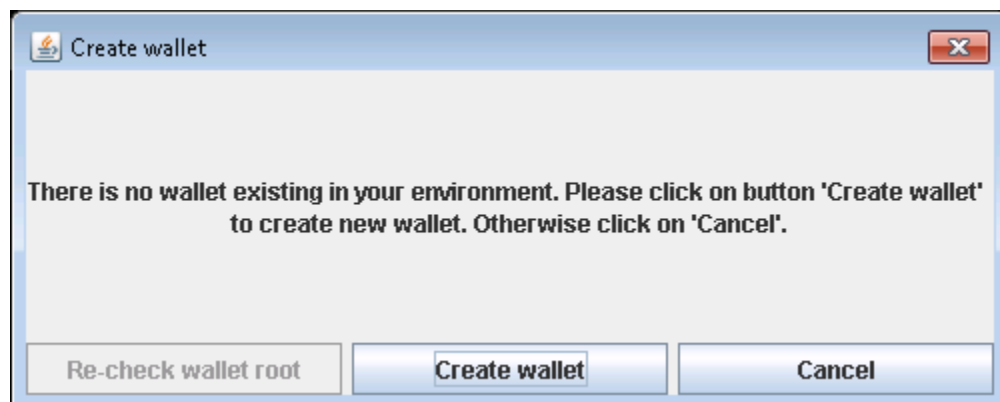 Create wallet
There is no wallet existing in your environment. Please click on button 'Create wallet'
to create new wallet. Otherwise click on 'Cancel'.
Re-check wallet root
Create wallet
Cancel